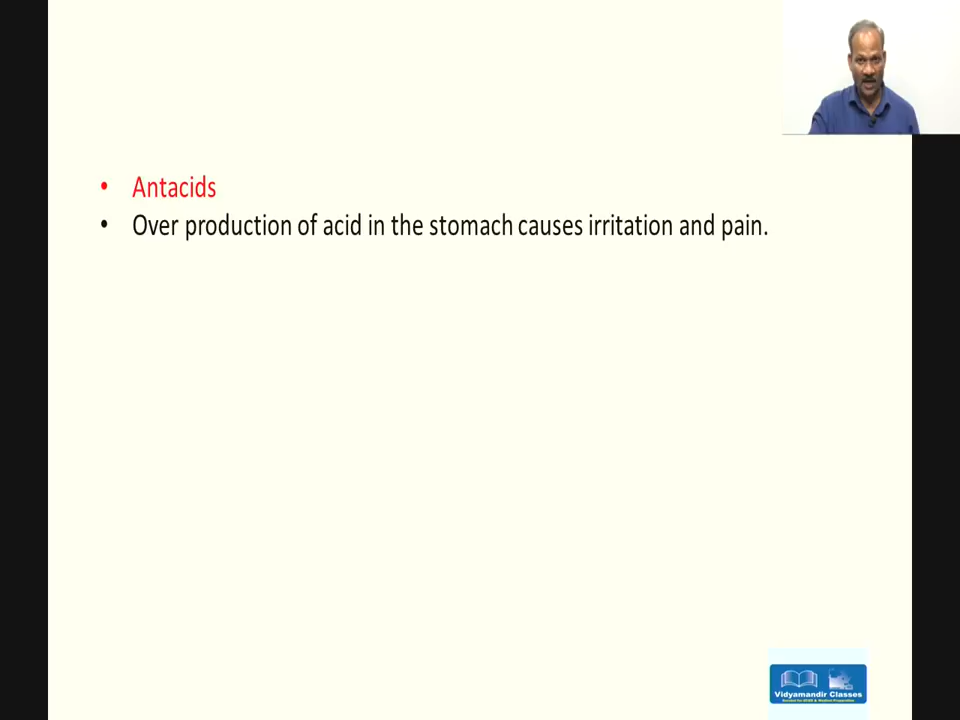 • Antacids
• Over production of acid in the stomach causes irritation and pain.
Vidyamandir Classes